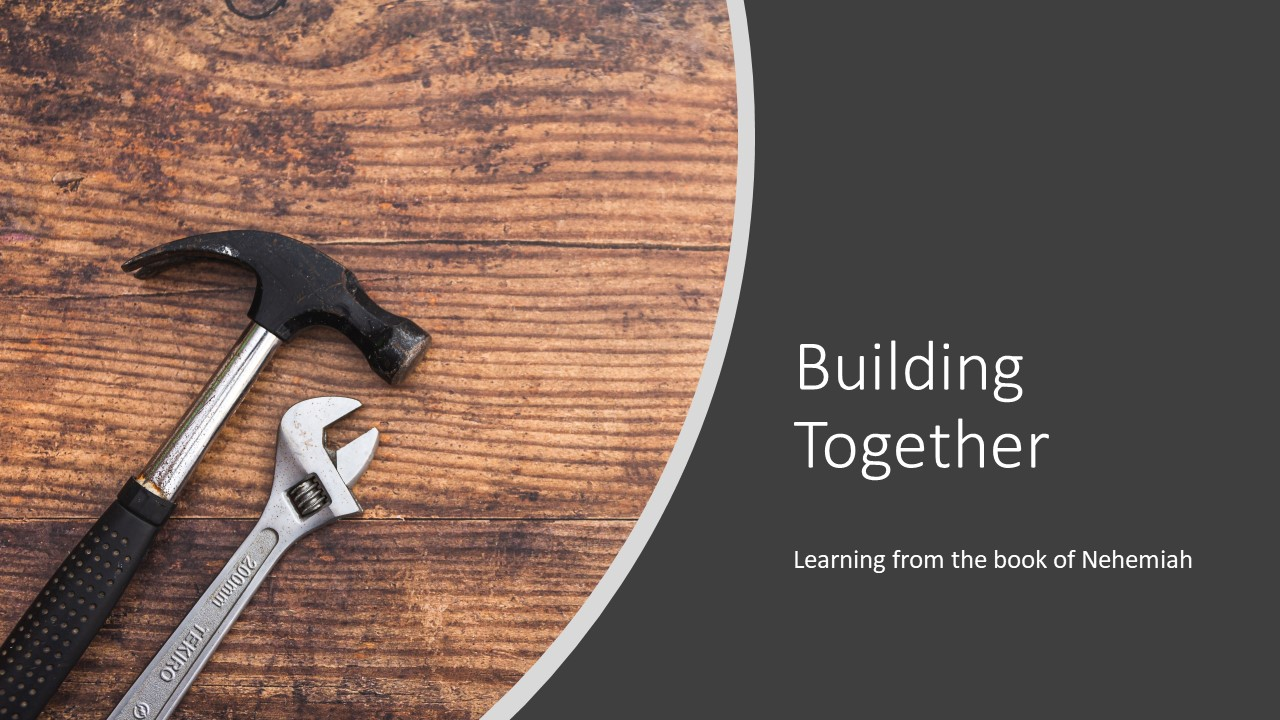 Building
Together
Learning from the book of Nehemiah
200mm
TEKIRO